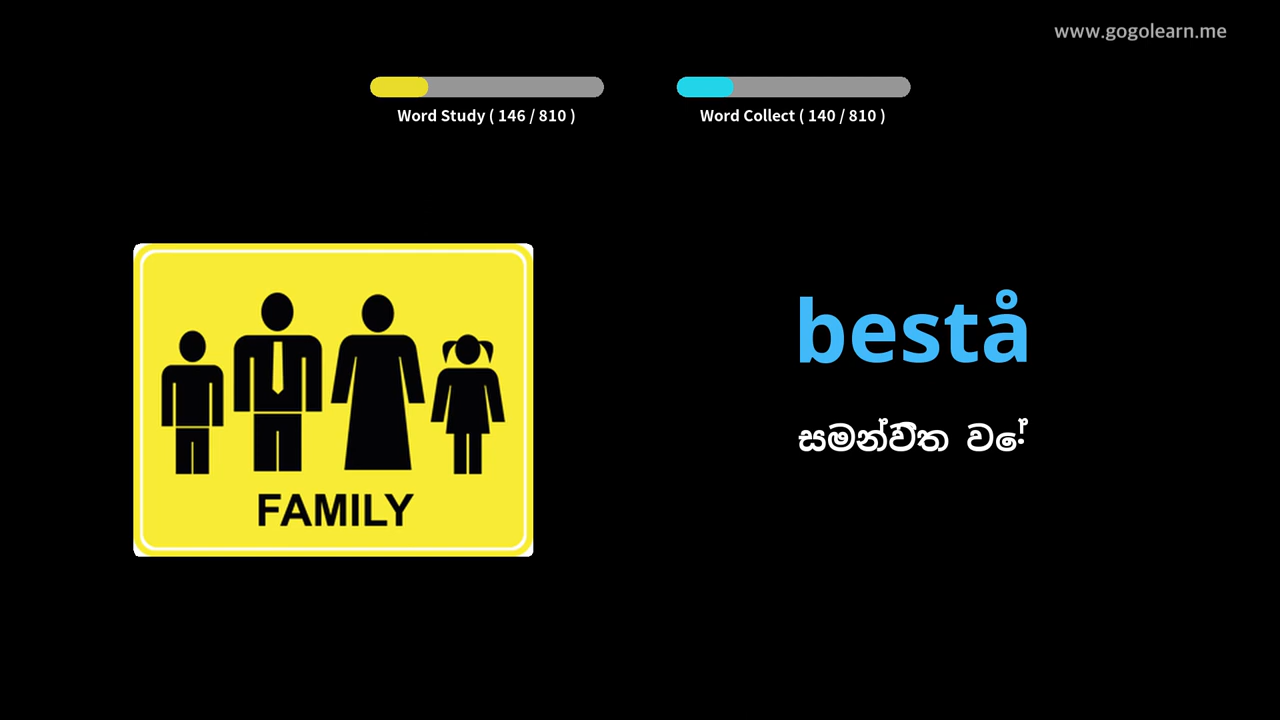 www.gogolearn.me
Word Study ( 146 / 810 )
Word Collect ( 140 / 810 )
FAMILY
bestå
සමන්විත වේ.